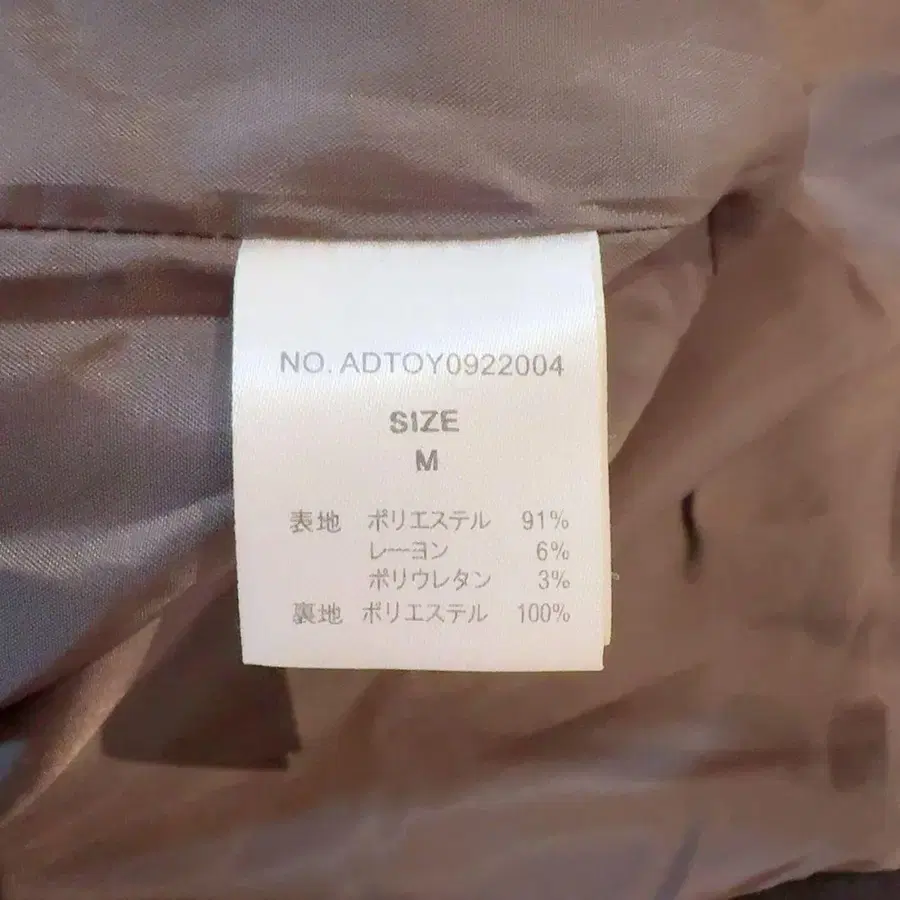 NO. ADTOY0922004
SIZE
M
表地 ポリエステル 91%
レーヨン 6%
ポリウレタン 3%
裏地 ポリエステル 100%